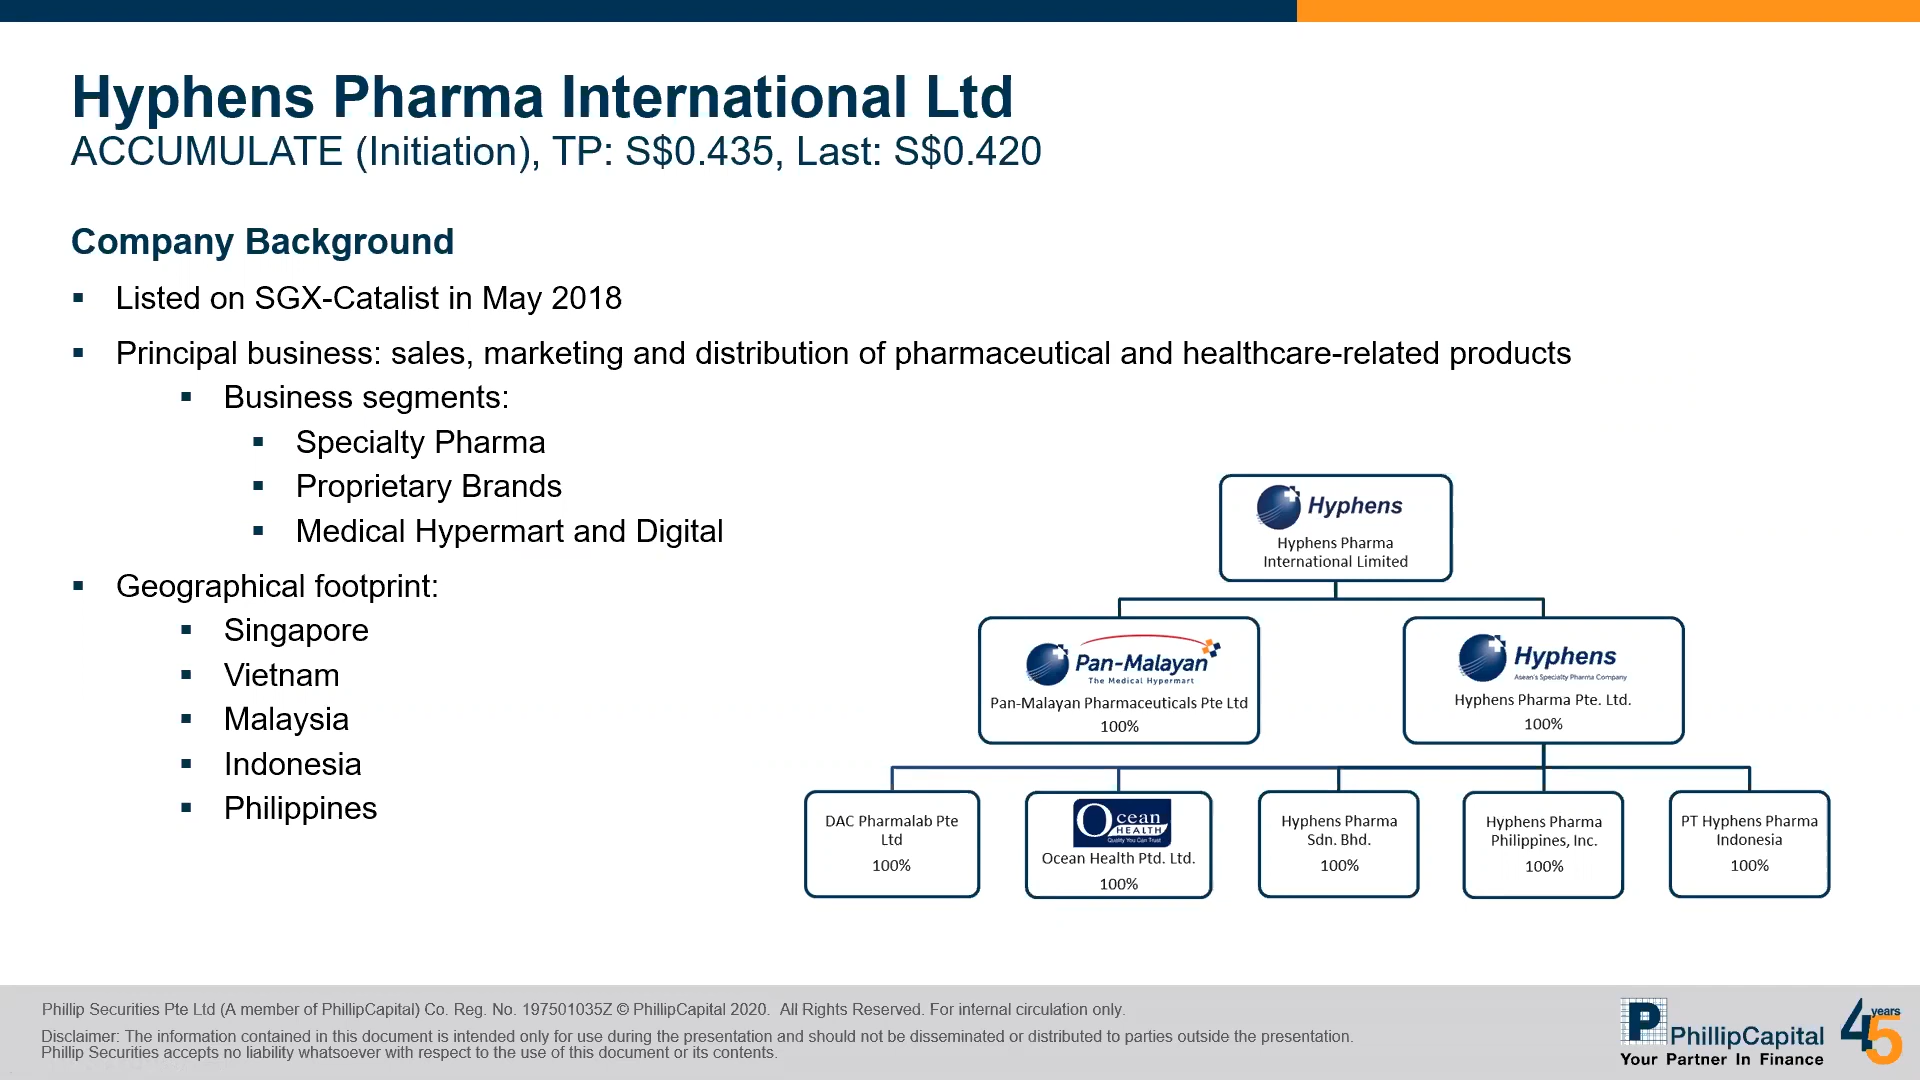 Hyphens Pharma International Ltd
ACCUMULATE (Initiation), TP: S$0.435, Last: S$0.420
Company Background
Listed on SGX-Catalist in May 2018
Principal business: sales, marketing and distribution of pharmaceutical and healthcare-related products
Business segments:
Specialty Pharma
Proprietary Brands
Medical Hypermart and Digital
Geographical footprint:
Singapore
Vietnam
Malaysia
Indonesia
Philippines
Hyphens
Hyphens Pharma
International Limited
Pan-Malayan
The Medical Hypermart
Pan-Malayan Pharmaceuticals Pte Ltd
100%
Hyphens
Asean's Specialty Pharma Company
Hyphens Pharma Pte. Ltd.
100%
DAC Pharmalab Pte
Ltd
100%
Ocean
HEALTH
Quality You Can Trust
Ocean Health Ptd. Ltd.
100%
Hyphens Pharma
Sdn. Bhd.
100%
Hyphens Pharma
Philippines, Inc.
100%
PT Hyphens Pharma
Indonesia
100%
Phillip Securities Pte Ltd (A member of PhillipCapital) Co. Reg. No. 197501035Z © PhillipCapital 2020. All Rights Reserved. For internal circulation only.
Disclaimer: The information contained in this document is intended only for use during the presentation and should not be disseminated or distributed to parties outside the presentation.
Phillip Securities accepts no liability whatsoever with respect to the use of this document or its contents.
P PhillipCapital
Your Partner In Finance
45 years